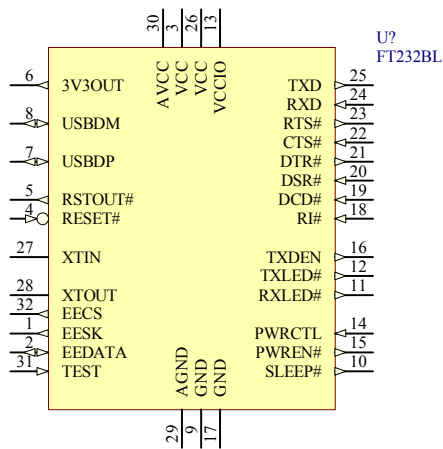 30 3 26 13
AVCC VCC VCC VCCIO
U?
FT232BL
6 3V3OUT TXD 25
RXD 24
8 USBDM RTS# 23
CTS# 22
7 USBDP DTR# 21
DSR# 20
5 RSTOUT# DCD# 19
4 RESET# RI# 18
27 XTIN TXDEN 16
TXLED# 12
28 XTOUT RXLED# 11
32 EECS
1 EESK PWRCTL 14
2 EEDATA PWREN# 15
31 TEST SLEEP# 10
AGND GND GND
29 9 17